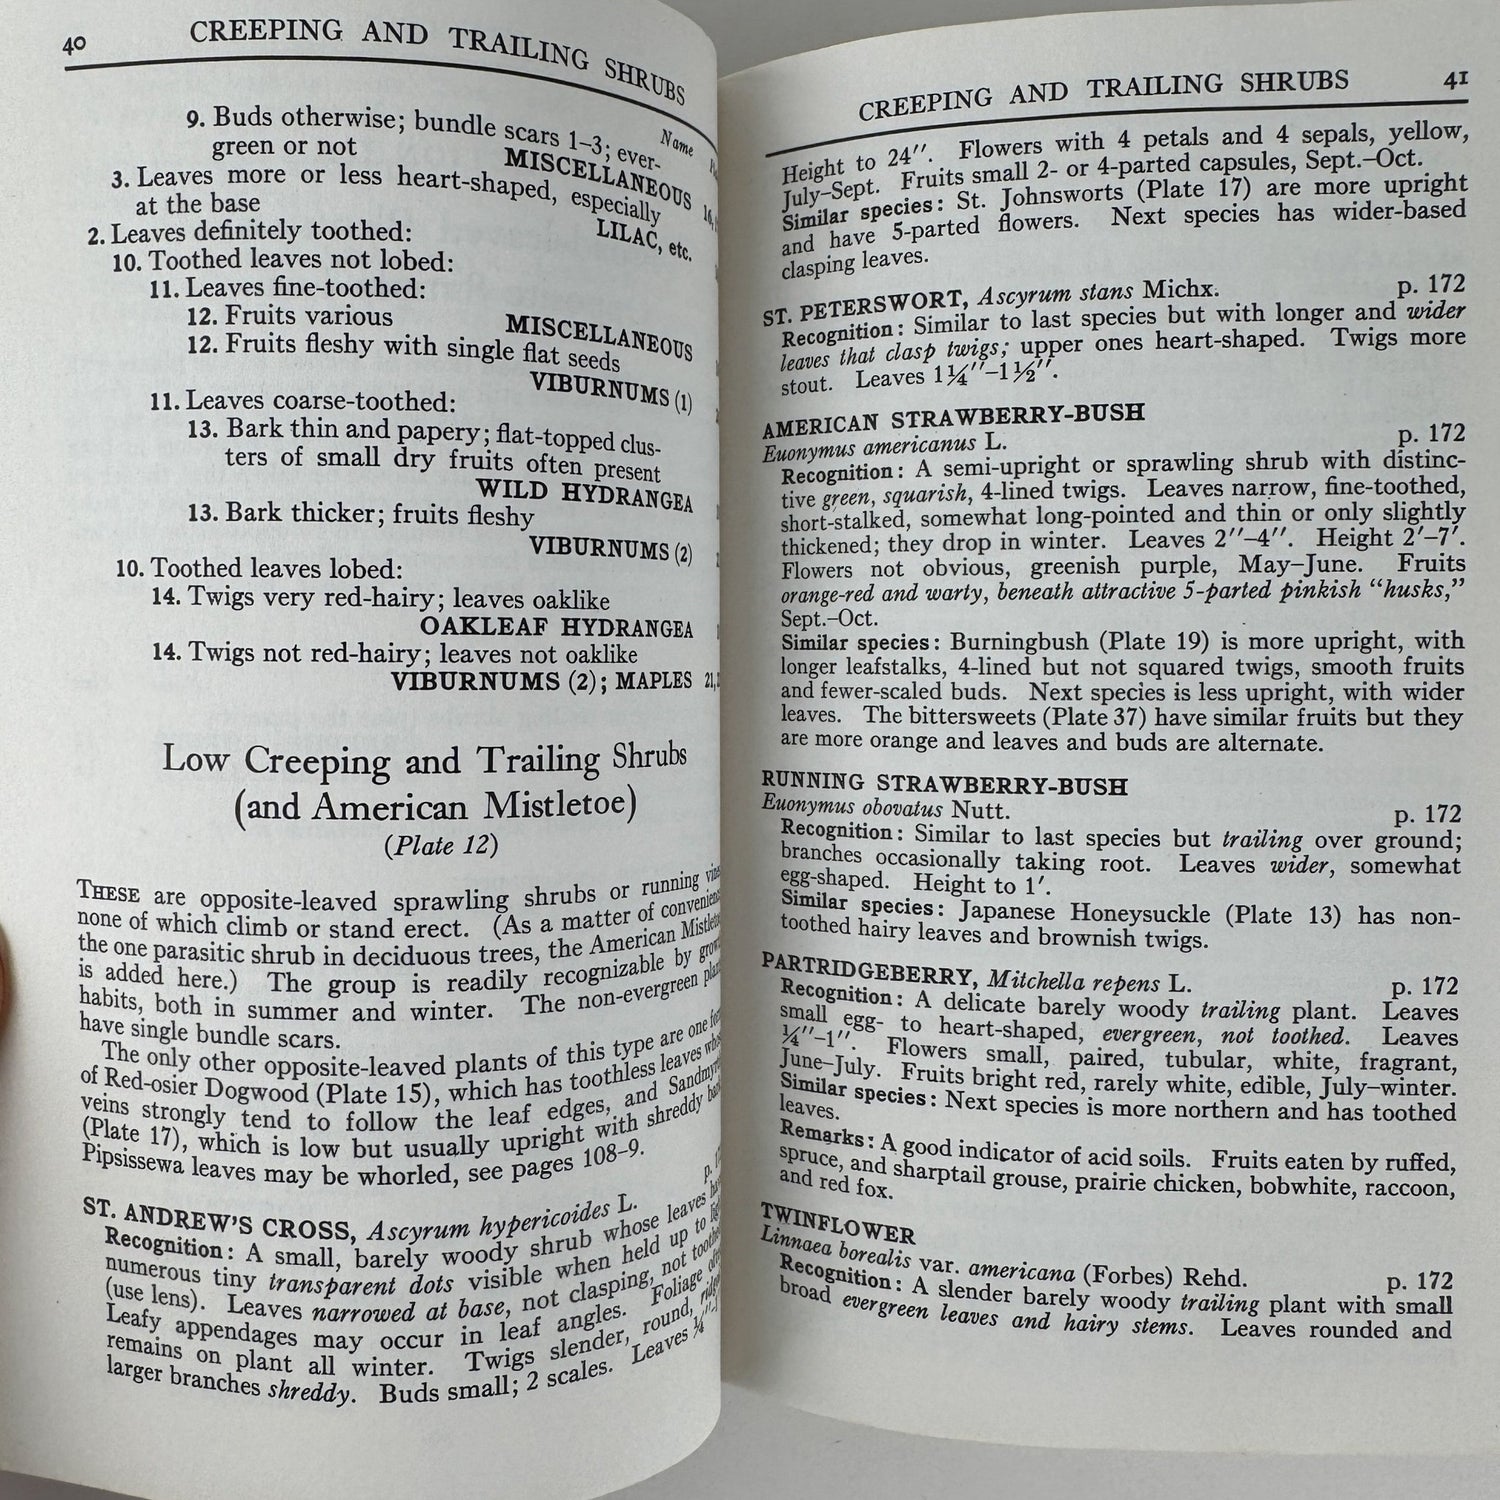 40 CREEPING AND TRAILING SHRUBS
Name
9. Buds otherwise; bundle scars 1–3; ever-
green or not MISCELLANEOUS 16,
3. Leaves more or less heart-shaped, especially
at the base LILAC, etc.
2. Leaves definitely toothed:
10. Toothed leaves not lobed:
11. Leaves fine-toothed:
12. Fruits various MISCELLANEOUS
12. Fruits fleshy with single flat seeds
VIBURNUMS (1)
11. Leaves coarse-toothed:
13. Bark thin and papery; flat-topped clus-
ters of small dry fruits often present
WILD HYDRANGEA
13. Bark thicker; fruits fleshy
VIBURNUMS (2)
10. Toothed leaves lobed:
14. Twigs very red-hairy; leaves oaklike
OAKLEAF HYDRANGEA
14. Twigs not red-hairy; leaves not oaklike
VIBURNUMS (2); MAPLES 21,
Low Creeping and Trailing Shrubs
(and American Mistletoe)
(Plate 12)
THESE are opposite-leaved sprawling shrubs or running
none of which climb or stand erect. (As a matter of
the one parasitic shrub in deciduous trees, the American
is added here.) The group is readily recognizable by
habits, both in summer and winter. The non-evergreen
have single bundle scars.
The only other opposite-leaved plants of this type are one
of Red-osier Dogwood (Plate 15), which has toothless leaves
veins strongly tend to follow the leaf edges, and
(Plate 17), which is low but usually upright with shreddy
Pipsissewa leaves may be whorled, see pages 108–9.
ST. ANDREW'S CROSS, Ascyrum hypericoides L. p.
Recognition: A small, barely woody shrub whose leaves
numerous tiny transparent dots visible when held up to
(use lens). Leaves narrowed at base, not clasping, not
Leafy appendages may occur in leaf angles. Foliage
remains on plant all winter. Twigs slender, round,
larger branches shreddy. Buds small; 2 scales. Leaves
CREEPING AND TRAILING SHRUBS 41
Height to 24″. Flowers with 4 petals and 4 sepals, yellow,
July–Sept. Fruits small 2- or 4-parted capsules, Sept.–Oct.
Similar species: St. Johnsworts (Plate 17) are more upright
and have 5-parted flowers. Next species has wider-based
clasping leaves.
ST. PETERSWORT, Ascyrum stans Michx. p. 172
Recognition: Similar to last species but with longer and wider
leaves that clasp twigs; upper ones heart-shaped. Twigs more
stout. Leaves 1¼″–1½″.
AMERICAN STRAWBERRY-BUSH
Euonymus americanus L. p. 172
Recognition: A semi-upright or sprawling shrub with distinc-
tive green, squarish, 4-lined twigs. Leaves narrow, fine-toothed,
short-stalked, somewhat long-pointed and thin or only slightly
thickened; they drop in winter. Leaves 2″–4″. Height 2′–7′.
Flowers not obvious, greenish purple, May–June. Fruits
orange-red and warty, beneath attractive 5-parted pinkish “husks,”
Sept.–Oct.
Similar species: Burningbush (Plate 19) is more upright, with
longer leafstalks, 4-lined but not squared twigs, smooth fruits
and fewer-scaled buds. Next species is less upright, with wider
leaves. The bittersweets (Plate 37) have similar fruits but they
are more orange and leaves and buds are alternate.
RUNNING STRAWBERRY-BUSH
Euonymus obovatus Nutt. p. 172
Recognition: Similar to last species but trailing over ground;
branches occasionally taking root. Leaves wider, somewhat
egg-shaped. Height to 1′.
Similar species: Japanese Honeysuckle (Plate 13) has non-
toothed hairy leaves and brownish twigs.
PARTRIDGEBERRY, Mitchella repens L. p. 172
Recognition: A delicate barely woody trailing plant. Leaves
small egg- to heart-shaped, evergreen, not toothed. Leaves
¼″–1″. Flowers small, paired, tubular, white, fragrant,
June–July. Fruits bright red, rarely white, edible, July–winter.
Similar species: Next species is more northern and has toothed
leaves.
Remarks: A good indicator of acid soils. Fruits eaten by ruffed,
spruce, and sharptail grouse, prairie chicken, bobwhite, raccoon,
and red fox.
TWINFLOWER
Linnaea borealis var. americana (Forbes) Rehd. p. 172
Recognition: A slender barely woody trailing plant with small
broad evergreen leaves and hairy stems. Leaves rounded and